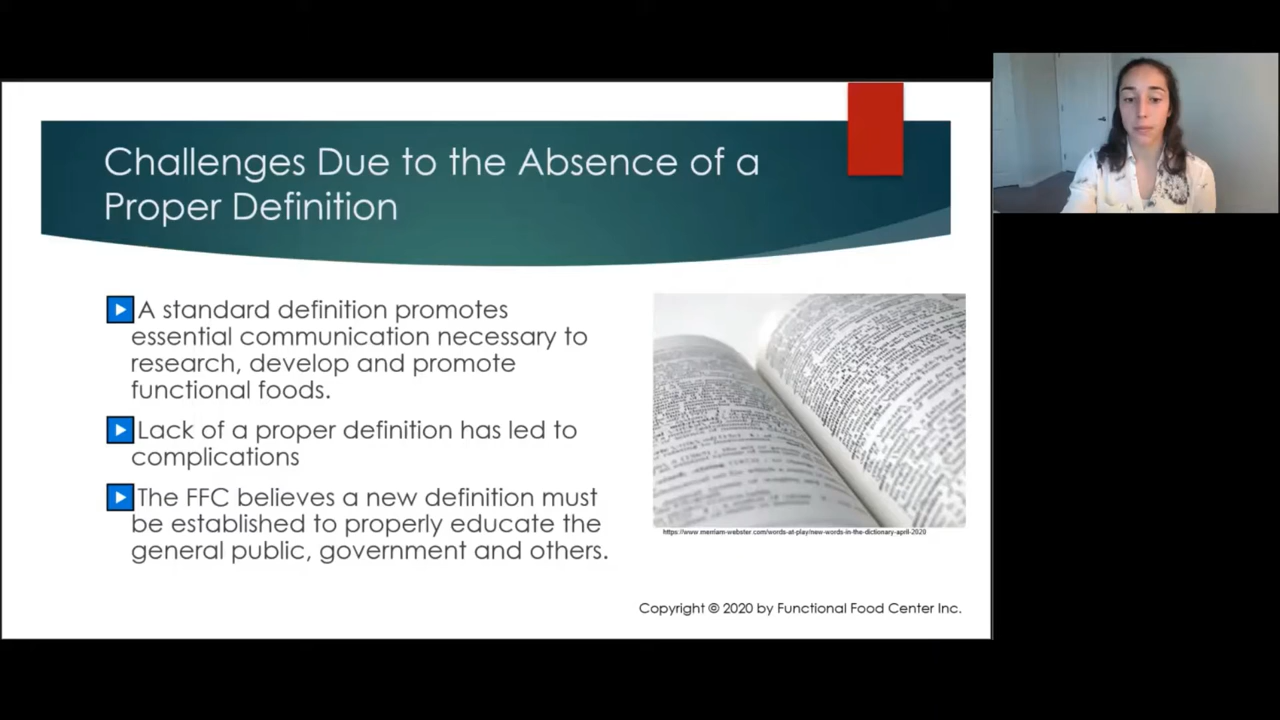 Challenges Due to the Absence of a
Proper Definition
A standard definition promotes
essential communication necessary to
research, develop and promote
functional foods.
Lack of a proper definition has led to
complications
The FFC believes a new definition must
be established to properly educate the
general public, government and others.
https://www.merriam-webster.com/words-at-play/new-words-in-the-dictionary-april-2020
Copyright © 2020 by Functional Food Center Inc.